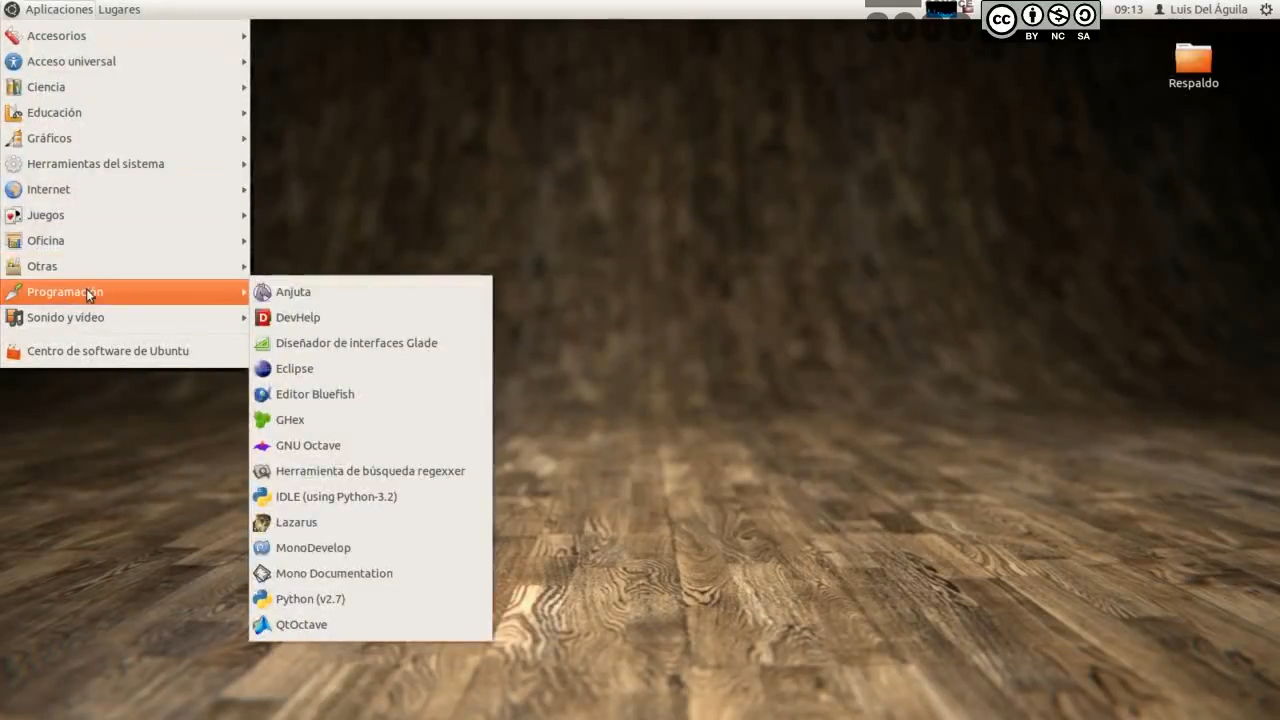 Aplicaciones Lugares
cc BY NC SA
09:13 Luis Del Águila
Accesorios
Acceso universal
Ciencia
Educación
Gráficos
Herramientas del sistema
Internet
Juegos
Oficina
Otras
Programación
Sonido y vídeo
Centro de software de Ubuntu
Anjuta
DevHelp
Diseñador de interfaces Glade
Eclipse
Editor Bluefish
GHex
GNU Octave
Herramienta de búsqueda regexxer
IDLE (using Python-3.2)
Lazarus
MonoDevelop
Mono Documentation
Python (v2.7)
QtOctave
Respaldo